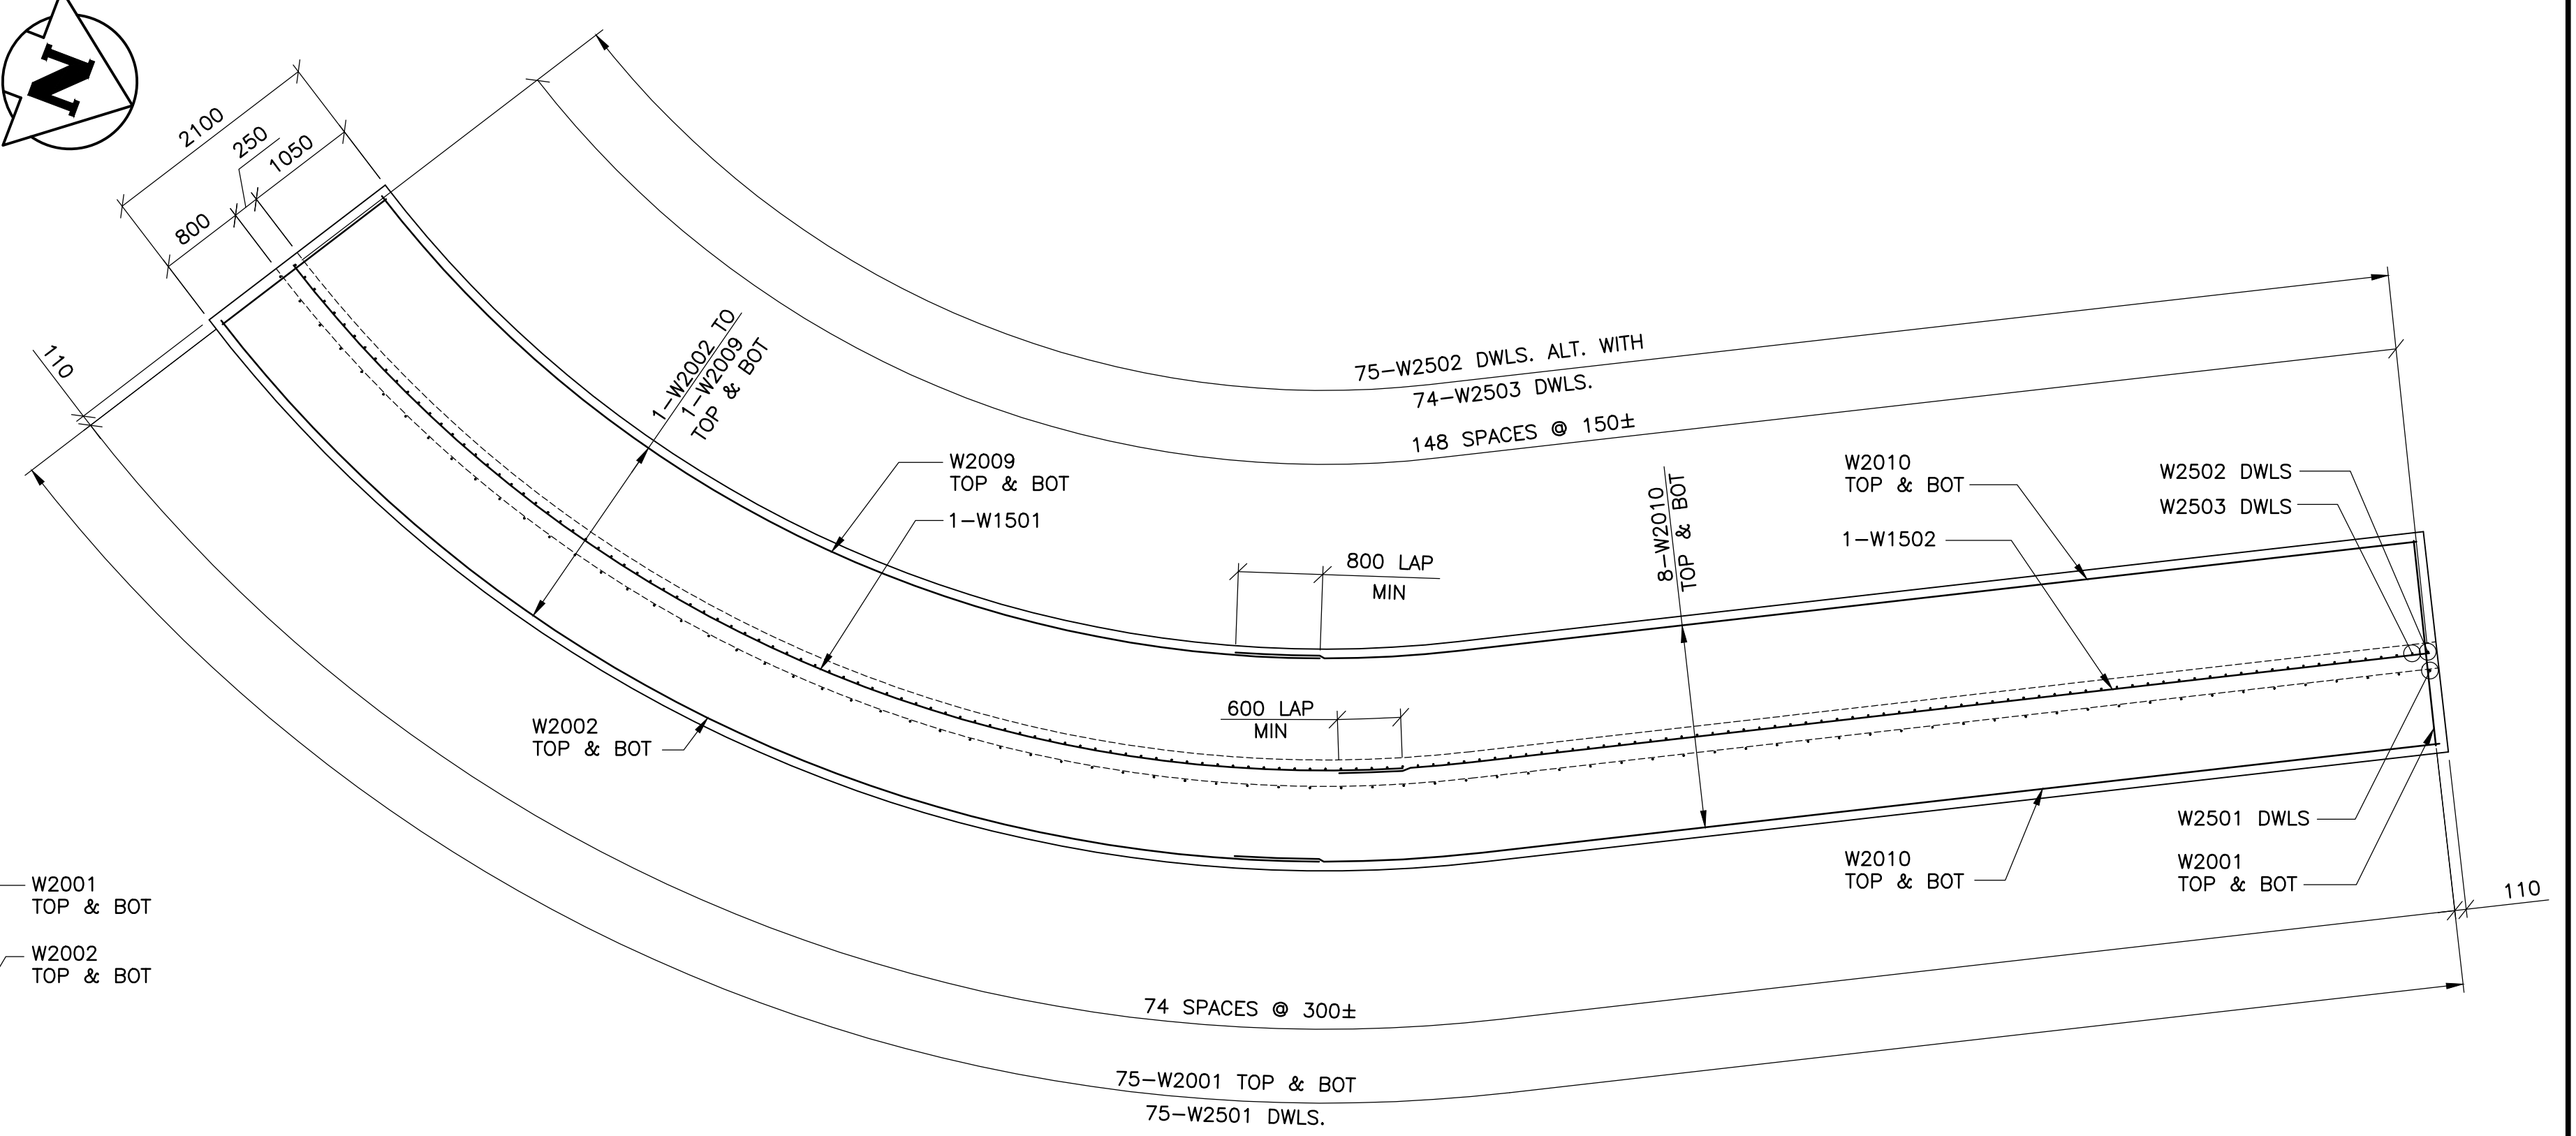 N
2100
250
1050
800
110
1-W2002 TO
1-W2009
TOP & BOT
75-W2502 DWLS. ALT. WITH
74-W2503 DWLS.
148 SPACES @ 150±
W2009
TOP & BOT
1-W1501
800 LAP
MIN
8-W2010
TOP & BOT
W2010
TOP & BOT
1-W1502
W2502 DWLS
W2503 DWLS
600 LAP
MIN
W2002
TOP & BOT
W2501 DWLS
W2010
TOP & BOT
W2001
TOP & BOT
110
W2001
TOP & BOT
W2002
TOP & BOT
74 SPACES @ 300±
75-W2001 TOP & BOT
75-W2501 DWLS.